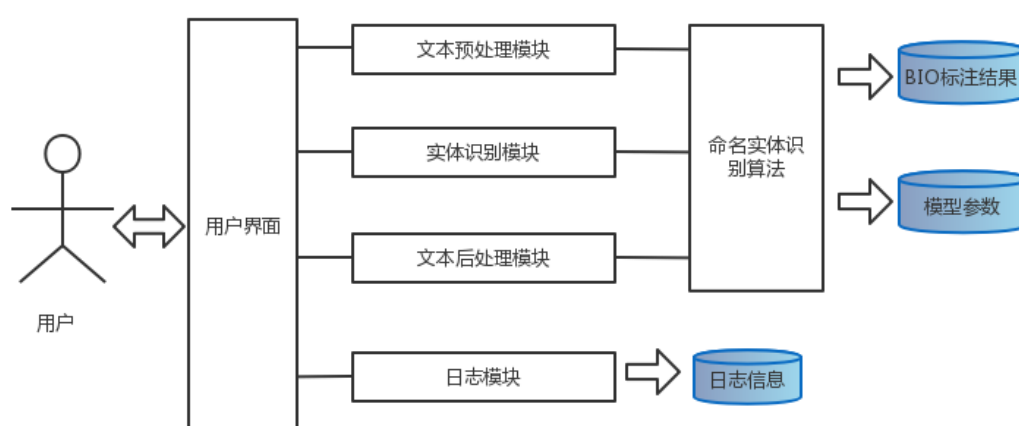 文本预处理模块
BIO标注结果
实体识别模块
命名实体识
别算法
模型参数
用户界面
文本后处理模块
用户
日志模块
日志信息